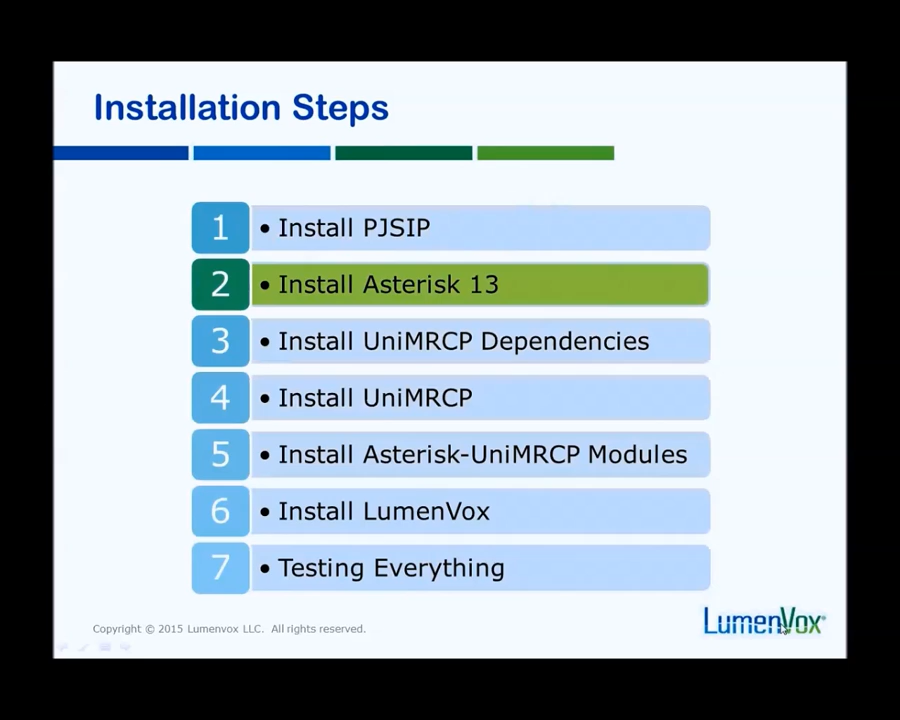 Installation Steps
1 • Install PJSIP
2 • Install Asterisk 13
3 • Install UniMRCP Dependencies
4 • Install UniMRCP
5 • Install Asterisk-UniMRCP Modules
6 • Install LumenVox
7 • Testing Everything
Copyright © 2015 Lumenvox LLC. All rights reserved.
LumenVox®